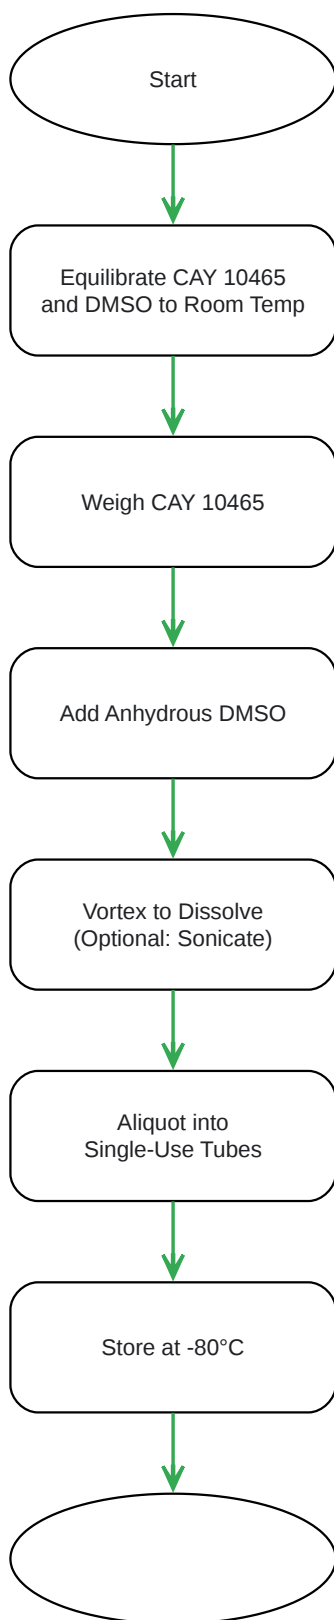 Start
Equilibrate CAY 10465
and DMSO to Room Temp
Weigh CAY 10465
Add Anhydrous DMSO
Vortex to Dissolve
(Optional: Sonicate)
Aliquot into
Single-Use Tubes
Store at -80°C